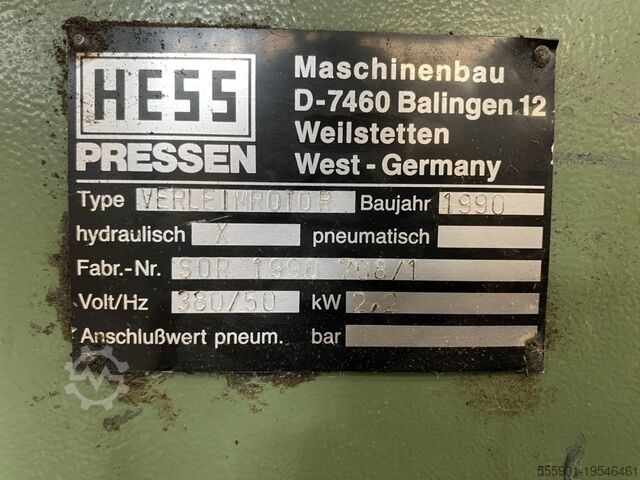 HESS
PRESSEN
Maschinenbau
D-7460 Balingen 12
Weilstetten
West - Germany
Type VERLEIMROTOR Baujahr 1990
hydraulisch X pneumatisch
Fabr.-Nr. SOR 1990 708/1
Volt/Hz 380/50 kW 2,2
Anschlußwert pneum. bar
555901-19546461